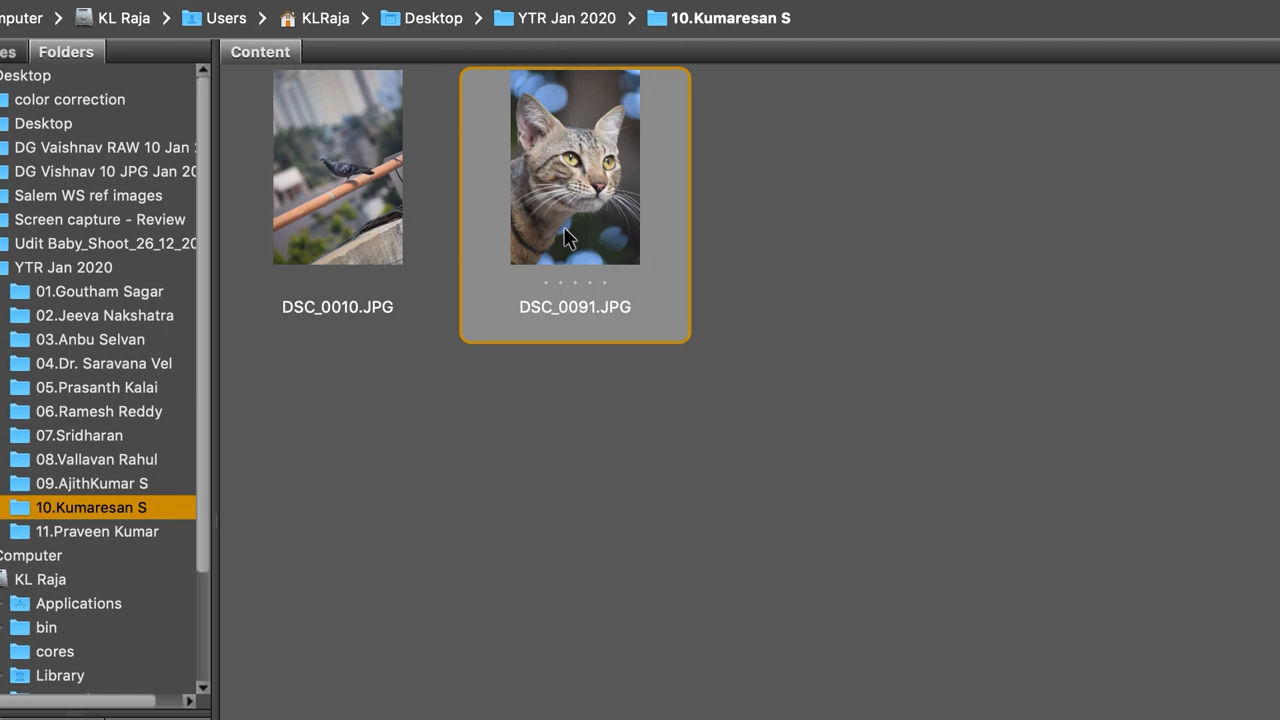 mputer KL Raja Users KLRaja Desktop YTR Jan 2020 10.Kumaresan S
es Folders Content
Desktop
color correction
Desktop
DG Vaishnav RAW 10 Jan
DG Vishnav 10 JPG Jan 20
Salem WS ref images
Screen capture - Review
Udit Baby_Shoot_26_12_20
YTR Jan 2020
01.Goutham Sagar
02.Jeeva Nakshatra
03.Anbu Selvan
04.Dr. Saravana Vel
05.Prasanth Kalai
06.Ramesh Reddy
07.Sridharan
08.Vallavan Rahul
09.AjithKumar S
10.Kumaresan S
11.Praveen Kumar
Computer
KL Raja
Applications
bin
cores
Library
DSC_0010.JPG
DSC_0091.JPG